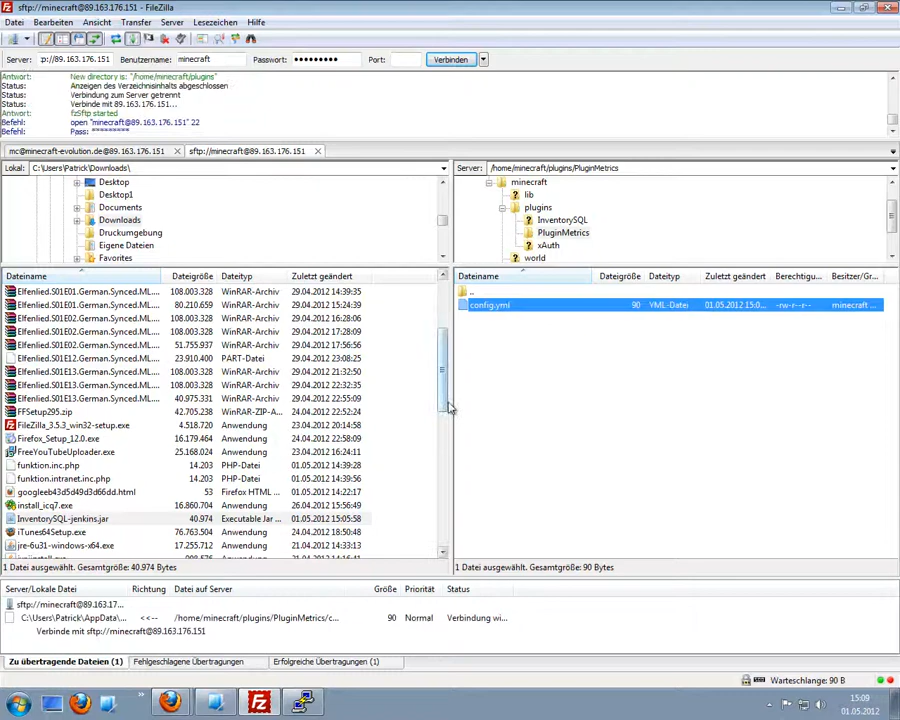 sftp://minecraft@89.163.176.151 - FileZilla
Datei Bearbeiten Ansicht Transfer Server Lesezeichen Hilfe
Server: p://89.163.176.151 Benutzername: minecraft Passwort: ●●●●●●●●● Port: Verbinden
Antwort: New directory is: "/home/minecraft/plugins"
Status: Anzeigen des Verzeichnisinhalts abgeschlossen
Status: Verbindung zum Server getrennt
Status: Verbinde mit 89.163.176.151...
Antwort: fzSftp started
Befehl: open "minecraft@89.163.176.151" 22
Befehl: Pass: *********
mc@minecraft-evolution.de@89.163.176.151 sftp://minecraft@89.163.176.151
Lokal: C:\Users\Patrick\Downloads\
Desktop
Desktop1
Documents
Downloads
Druckumgebung
Eigene Dateien
Favorites
Server: /home/minecraft/plugins/PluginMetrics
minecraft
lib
plugins
InventorySQL
PluginMetrics
xAuth
world
Dateiname Dateigröße Dateityp Zuletzt geändert
Elfenlied.S01E01.German.Synced.ML.... 108.003.328 WinRAR-Archiv 29.04.2012 14:39:35
Elfenlied.S01E01.German.Synced.ML.... 80.210.659 WinRAR-Archiv 29.04.2012 15:24:39
Elfenlied.S01E02.German.Synced.ML.... 108.003.328 WinRAR-Archiv 29.04.2012 16:28:06
Elfenlied.S01E02.German.Synced.ML.... 108.003.328 WinRAR-Archiv 29.04.2012 17:28:09
Elfenlied.S01E02.German.Synced.ML.... 51.755.937 WinRAR-Archiv 29.04.2012 17:56:56
Elfenlied.S01E12.German.Synced.ML.... 23.910.400 PART-Datei 29.04.2012 23:08:25
Elfenlied.S01E13.German.Synced.ML.... 108.003.328 WinRAR-Archiv 29.04.2012 21:32:50
Elfenlied.S01E13.German.Synced.ML.... 108.003.328 WinRAR-Archiv 29.04.2012 22:32:35
Elfenlied.S01E13.German.Synced.ML.... 40.975.331 WinRAR-Archiv 29.04.2012 22:55:09
FFSetup295.zip 42.705.238 WinRAR-ZIP-A... 24.04.2012 22:52:24
FileZilla_3.5.3_win32-setup.exe 4.518.720 Anwendung 23.04.2012 20:14:58
Firefox_Setup_12.0.exe 16.179.464 Anwendung 24.04.2012 22:58:09
FreeYouTubeUploader.exe 25.168.024 Anwendung 23.04.2012 16:24:11
funktion.inc.php 14.203 PHP-Datei 01.05.2012 14:39:28
funktion.intranet.inc.php 14.203 PHP-Datei 01.05.2012 14:39:56
googleeb43d5d49d3d66dd.html 53 Firefox HTML ... 01.05.2012 14:22:17
install_icq7.exe 16.860.704 Anwendung 26.04.2012 15:56:49
InventorySQL-jenkins.jar 40.974 Executable Jar ... 01.05.2012 15:05:58
iTunes64Setup.exe 76.763.504 Anwendung 24.04.2012 18:50:48
jre-6u31-windows-x64.exe 17.255.712 Anwendung 21.04.2012 14:33:13
1 Datei ausgewählt. Gesamtgröße: 40.974 Bytes
Dateiname Dateigröße Dateityp Zuletzt geändert Berechtigu... Besitzer/Gr...
..
config.yml 90 YML-Datei 01.05.2012 15:0... -rw-r--r-- minecraft ...
1 Datei ausgewählt. Gesamtgröße: 90 Bytes
Server/Lokale Datei Richtung Datei auf Server Größe Priorität Status
sftp://minecraft@89.163.17...
C:\Users\Patrick\AppData\... <<-- /home/minecraft/plugins/PluginMetrics/c... 90 Normal Verbindung wi...
Verbinde mit sftp://minecraft@89.163.176.151
Zu übertragende Dateien (1) Fehlgeschlagene Übertragungen Erfolgreiche Übertragungen (1)
Warteschlange: 90 B
15:09
01.05.2012